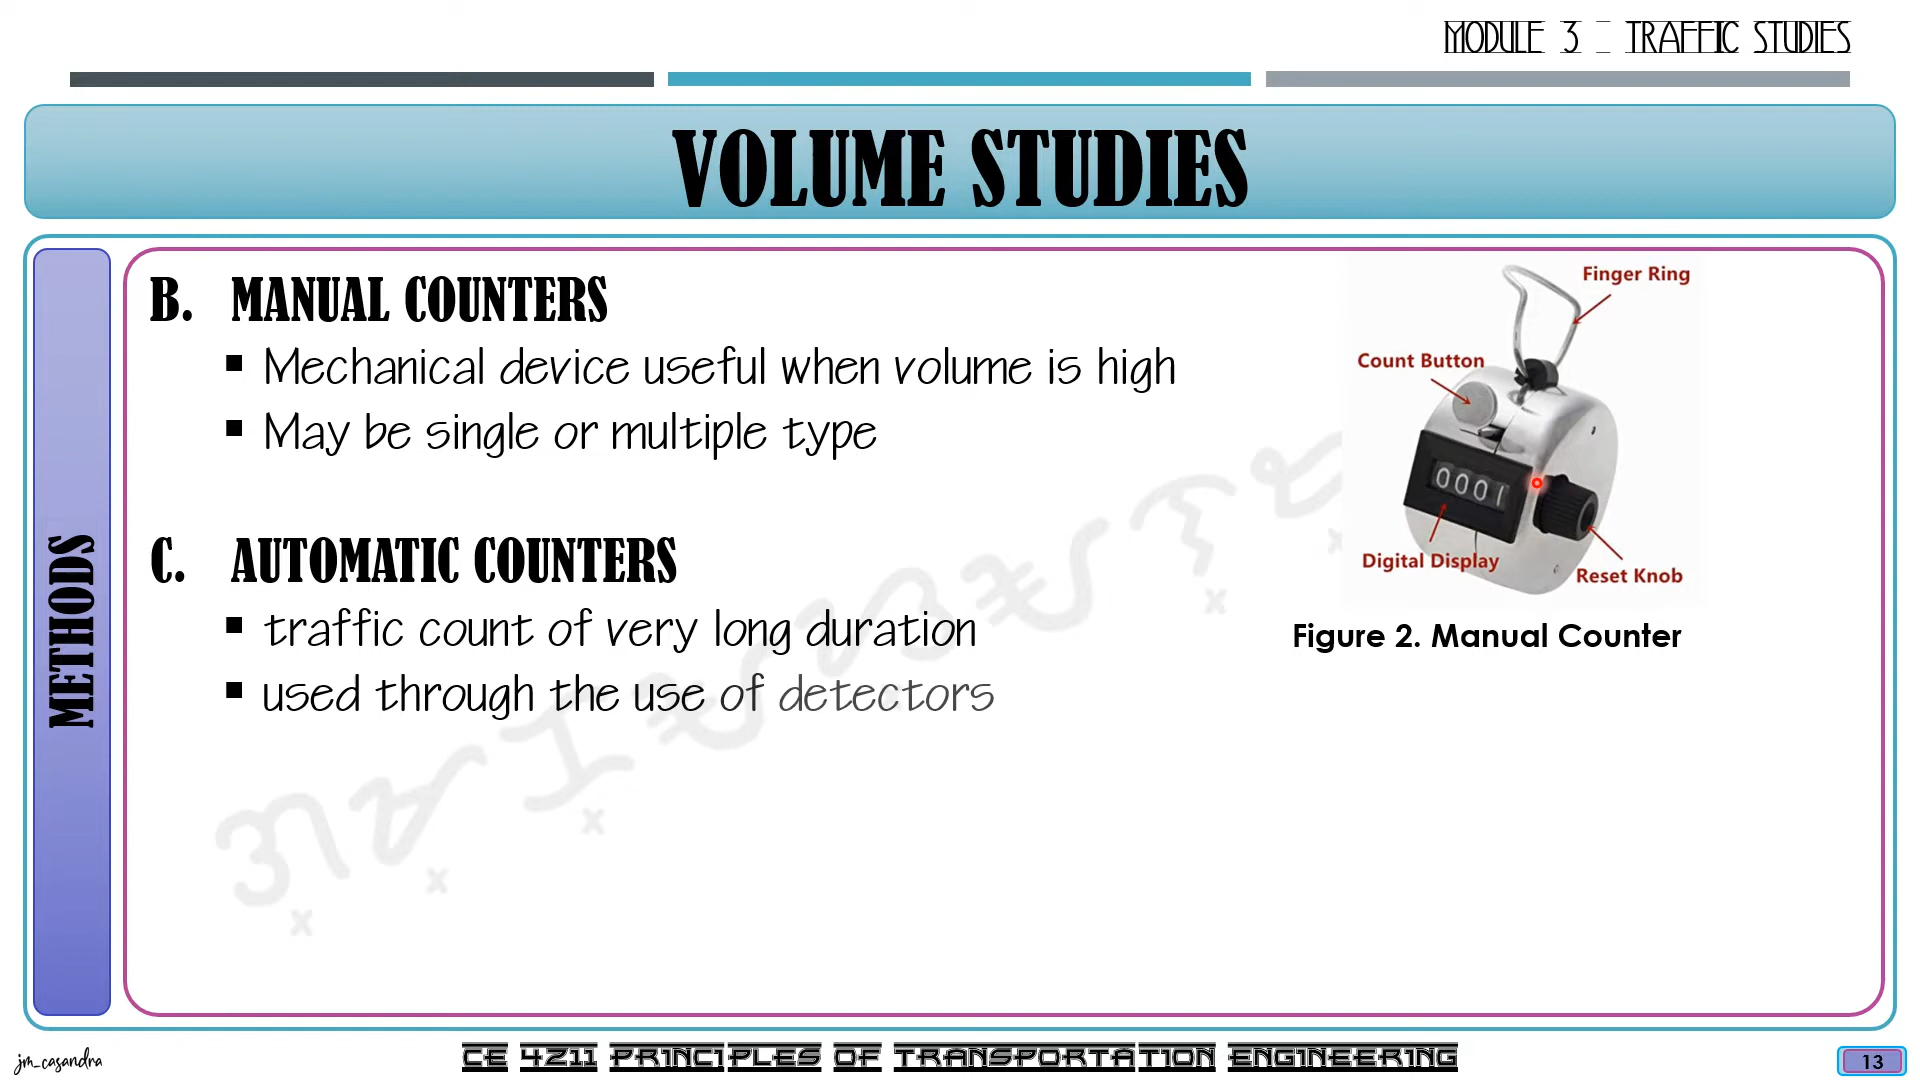 MODULE 3 – TRAFFIC STUDIES
VOLUME STUDIES
METHODS
B. MANUAL COUNTERS
▪ Mechanical device useful when volume is high
▪ May be single or multiple type
C. AUTOMATIC COUNTERS
▪ traffic count of very long duration
▪ used through the use of detectors
Finger Ring
Count Button
0001
Digital Display
Reset Knob
Figure 2. Manual Counter
jm_casandra
CE 4211 PRINCIPLES OF TRANSPORTATION ENGINEERING
13